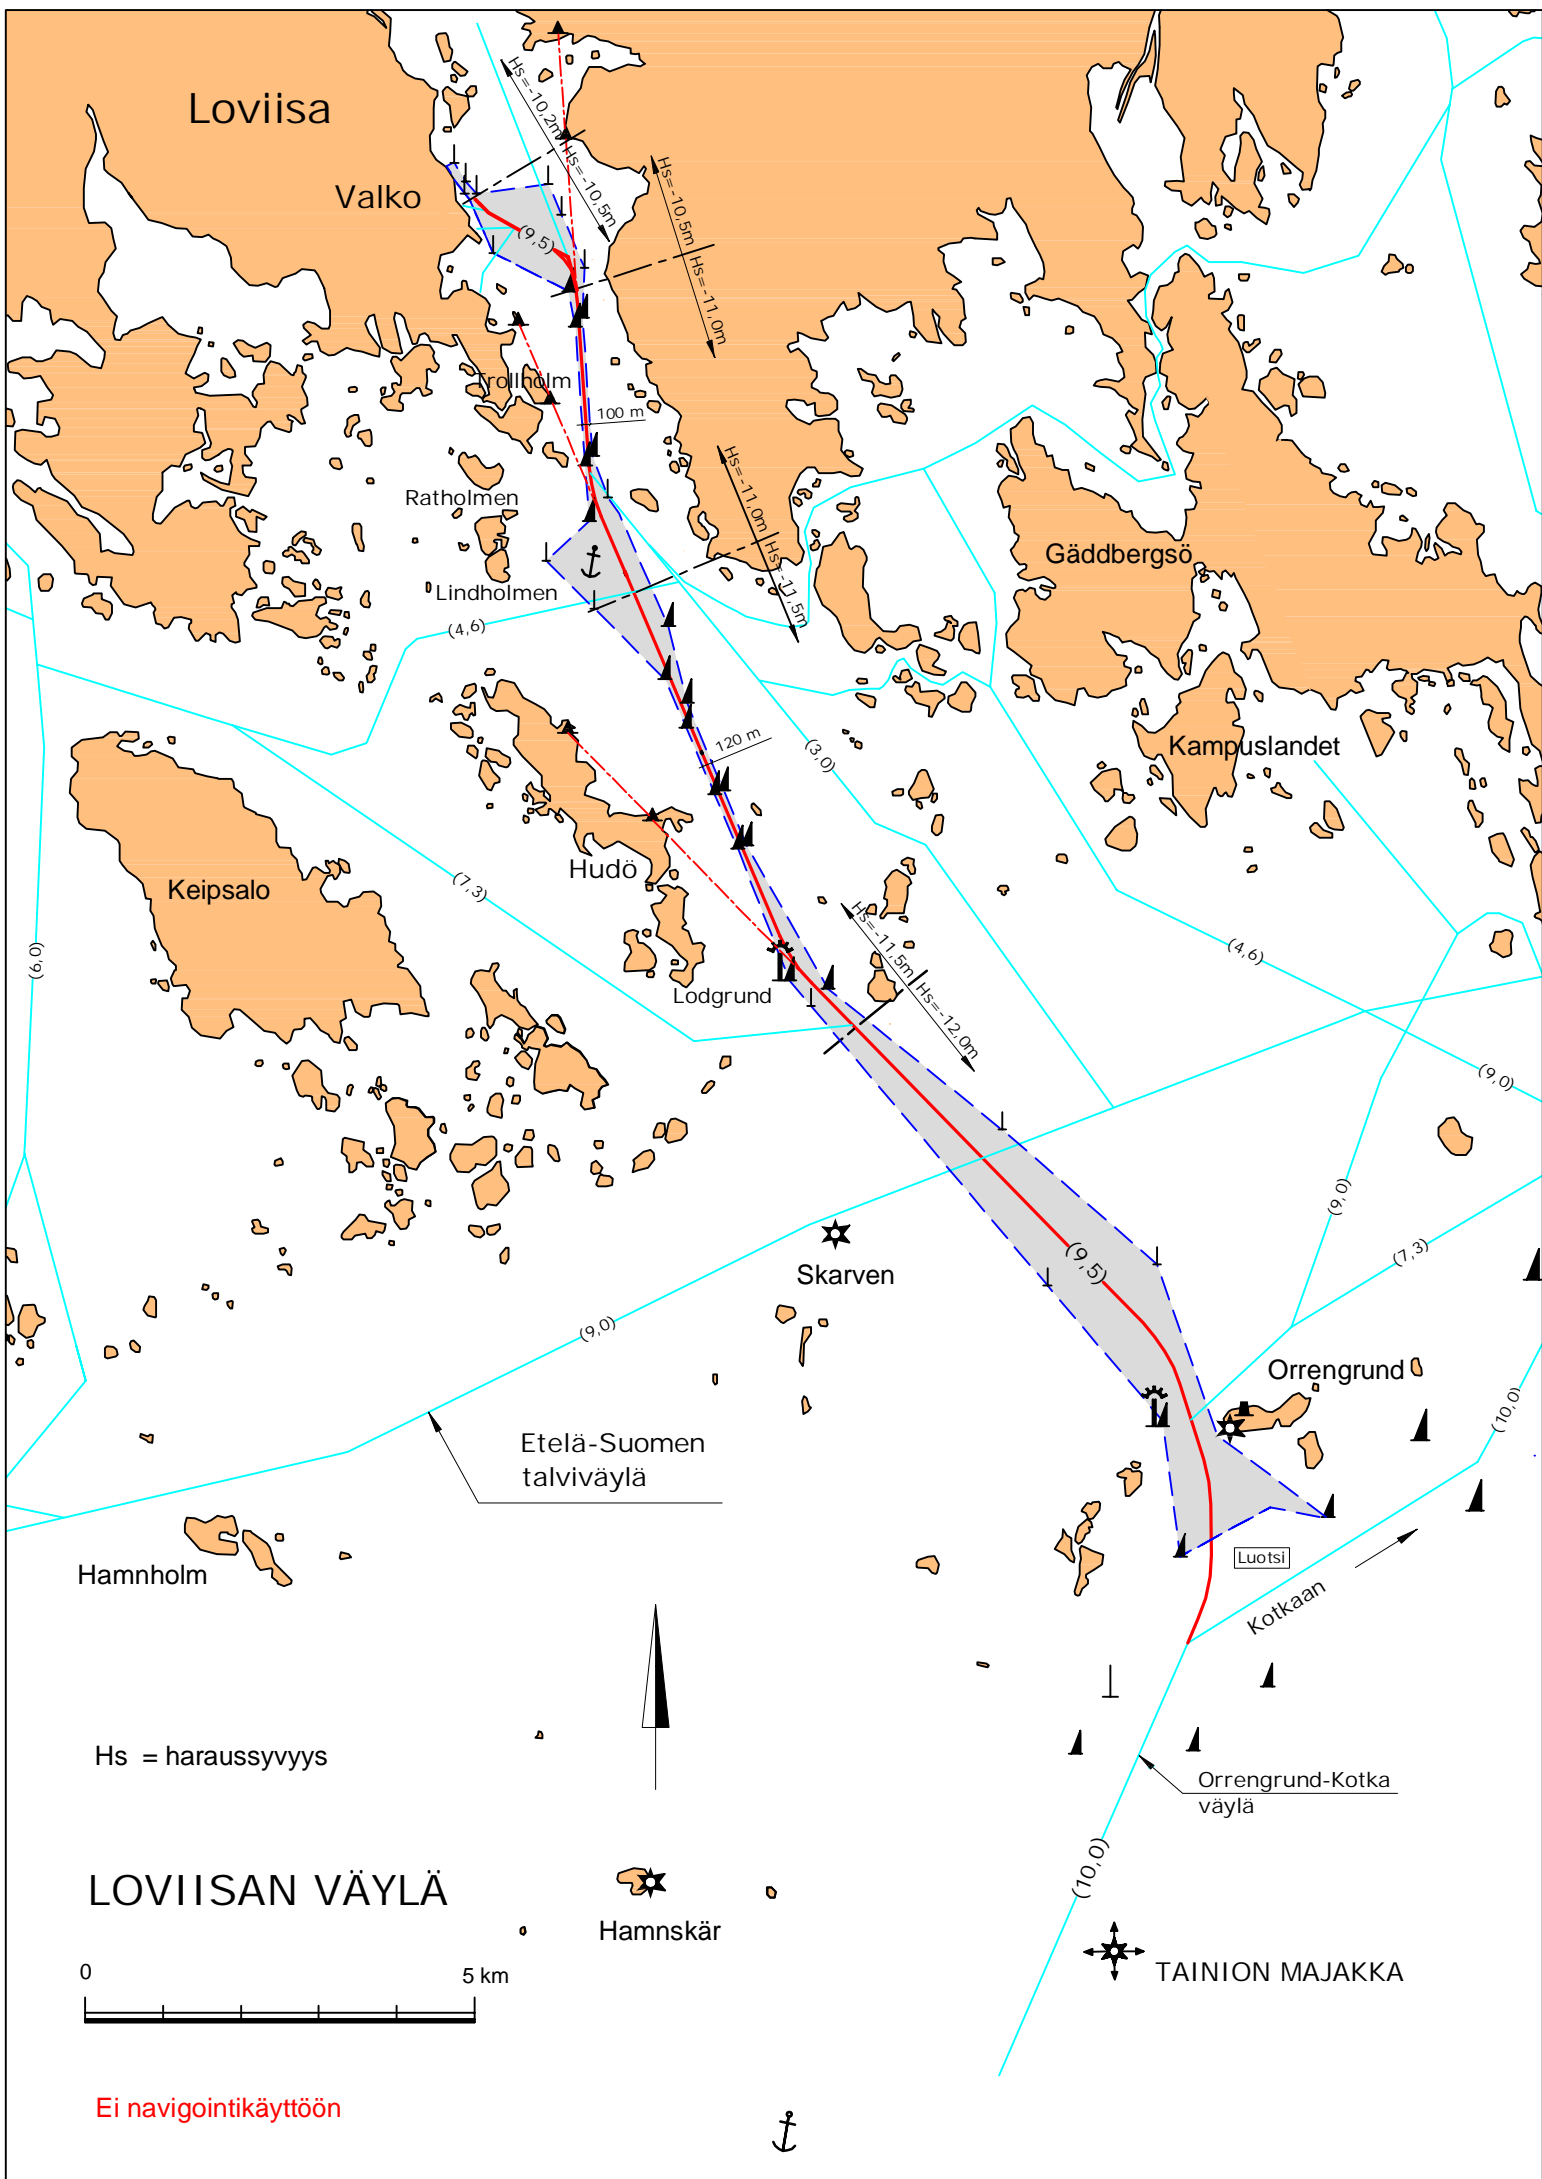 Loviisa
Hs=-10,2m
Hs=-10,5m
Valko
Hs=-10,5m
Hs=-11,0m
(9,5)
Trollholm
100 m
Ratholmen
Hs=-11,0m
Hs=-11,5m
Gäddbergsö
Lindholmen
(4,6)
Kampuslandet
120 m
(3,0)
Hudö
Keipsalo
(7,3)
(6,0)
Hs=-11,5m
Hs=-12,0m
(4,6)
Lodgrund
(9,0)
(9,0)
(9,5)
(7,3)
Skarven
(9,0)
Orrengrund
(10,0)
Etelä-Suomen
talviväylä
Luotsi
Hamnholm
Kotkaan
Hs = haraussyvyys
Orrengrund-Kotka
väylä
(10,0)
LOVIISAN VÄYLÄ
Hamnskär
0
5 km
TAINION MAJAKKA
Ei navigointikäyttöön